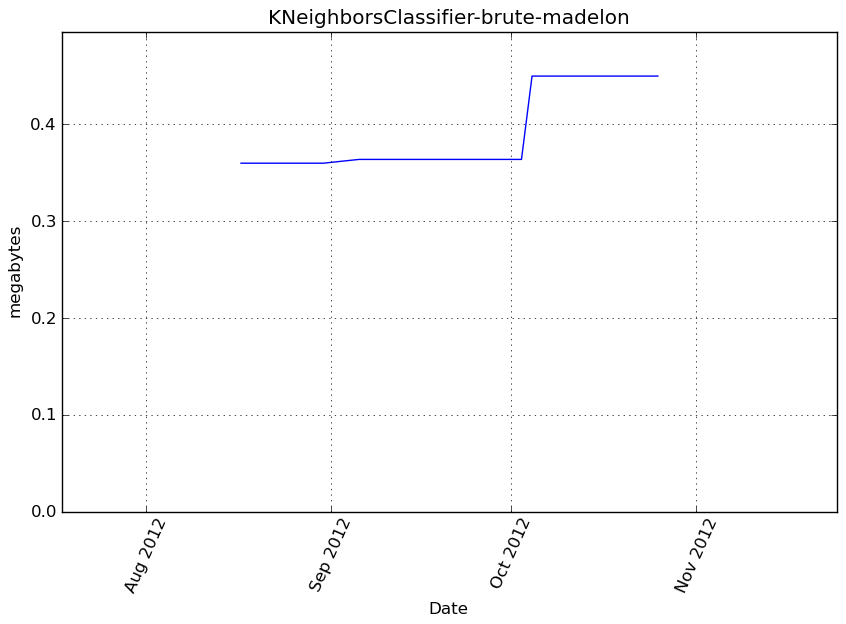 KNeighborsClassifier-brute-madelon
megabytes
0.4
0.3
0.2
0.1
0.0
Aug 2012
Sep 2012
Oct 2012
Nov 2012
Date